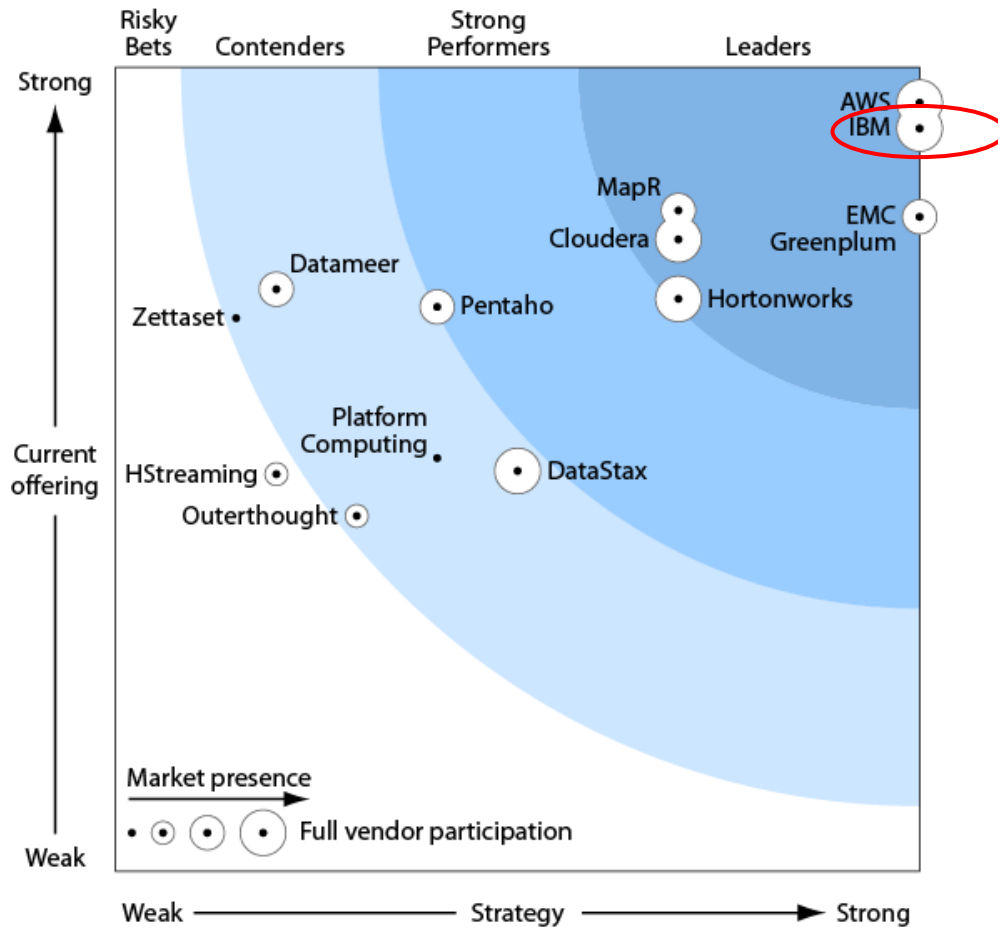 Risky
Bets
Contenders
Strong
Performers
Leaders
Strong
AWS
IBM
MapR
EMC
Greenplum
Cloudera
Datameer
Hortonworks
Pentaho
Zettaset
Platform
Computing
Current
offering
HStreaming
DataStax
Outerthought
Market presence
Full vendor participation
Weak
Weak
Strategy
Strong